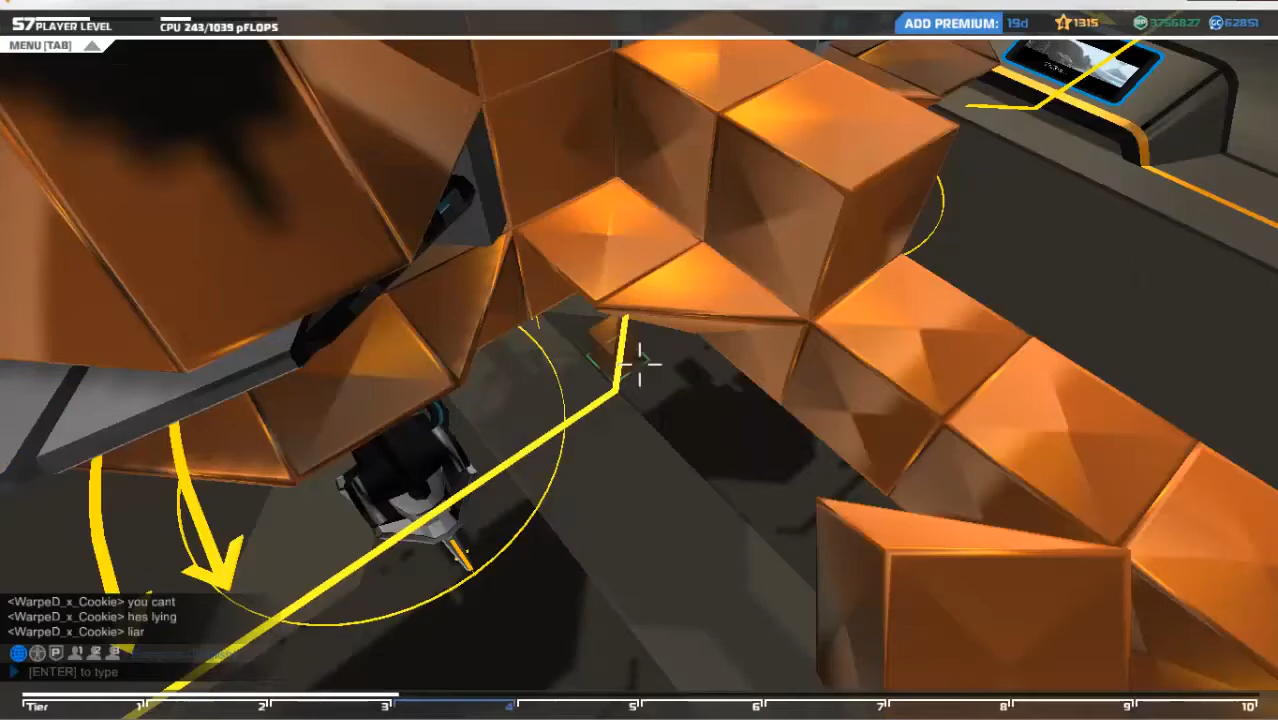 57 PLAYER LEVEL
CPU 243/1039 pFLOPS
ADD PREMIUM: 19d
1315
3756827
62851
MENU [TAB]
<WarpeD_x_Cookie> you cant
<WarpeD_x_Cookie> hes lying
<WarpeD_x_Cookie> liar
[ENTER] to type
Tier 1 2 3 4 5 6 7 8 9 10